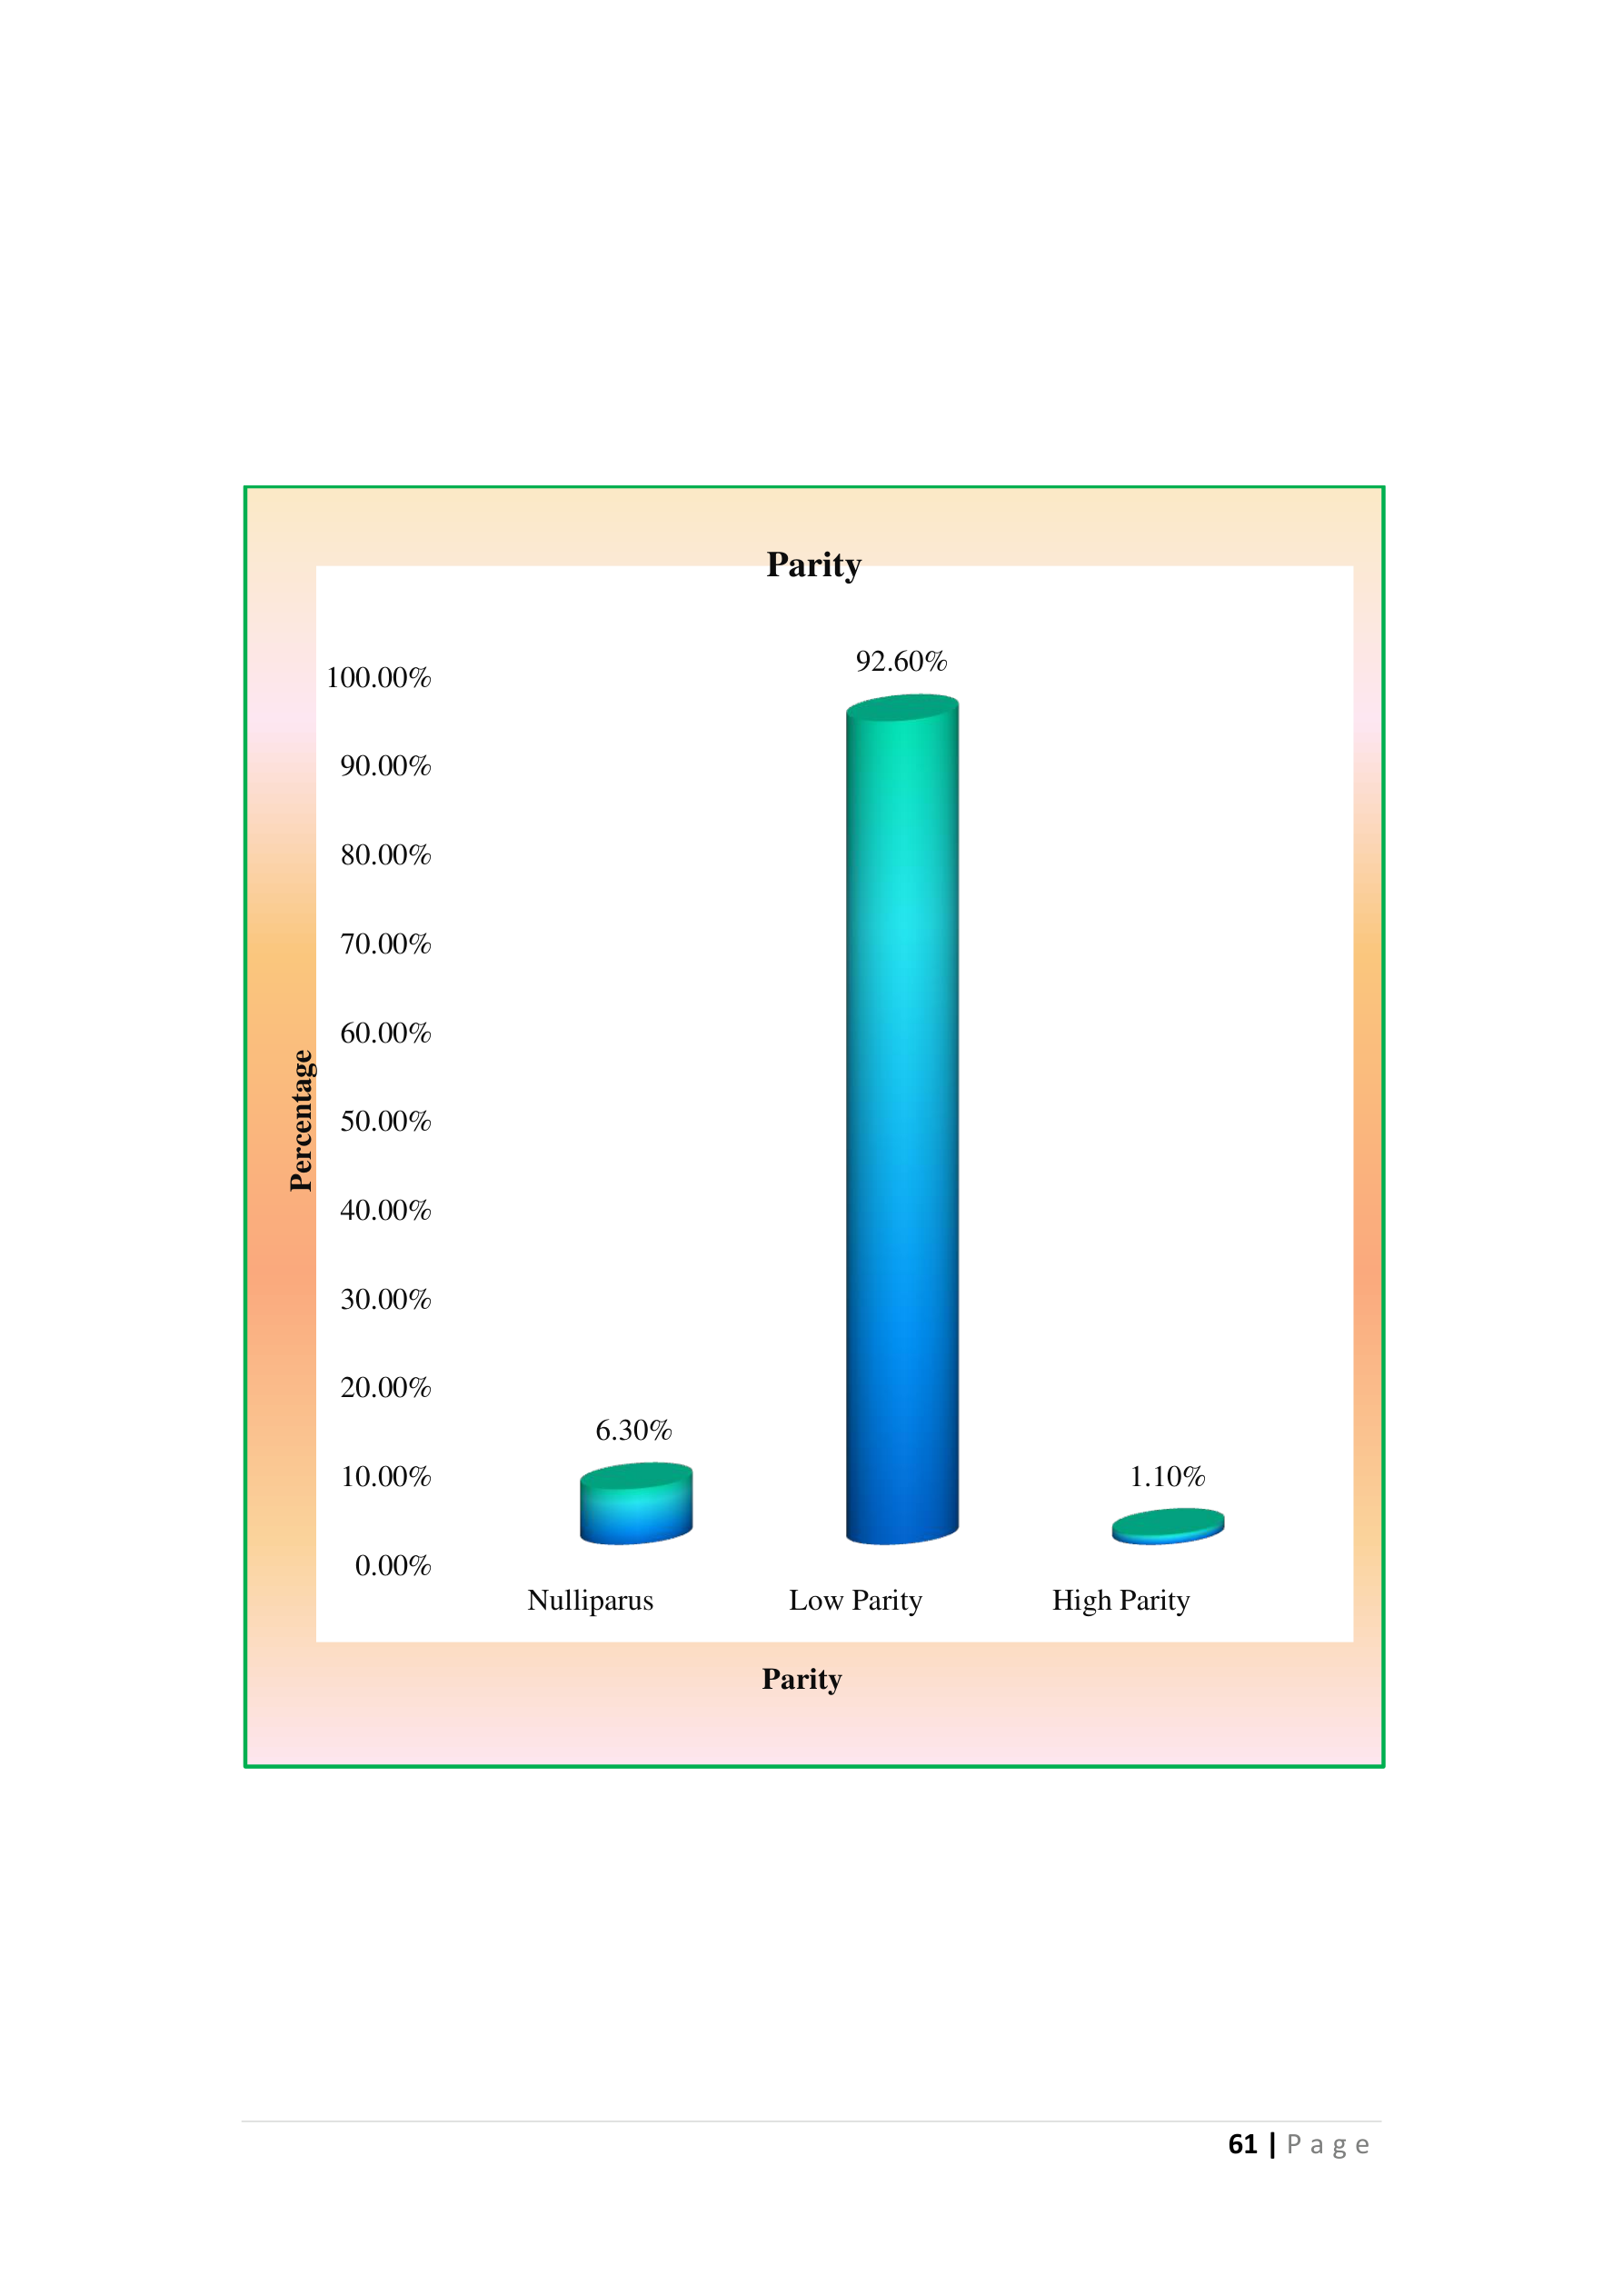 Parity
92.60%
100.00%
90.00%
80.00%
70.00%
60.00%
Percentage
50.00%
40.00%
30.00%
20.00%
6.30%
10.00%
1.10%
0.00%
Nulliparus Low Parity High Parity
Parity
61 | Page